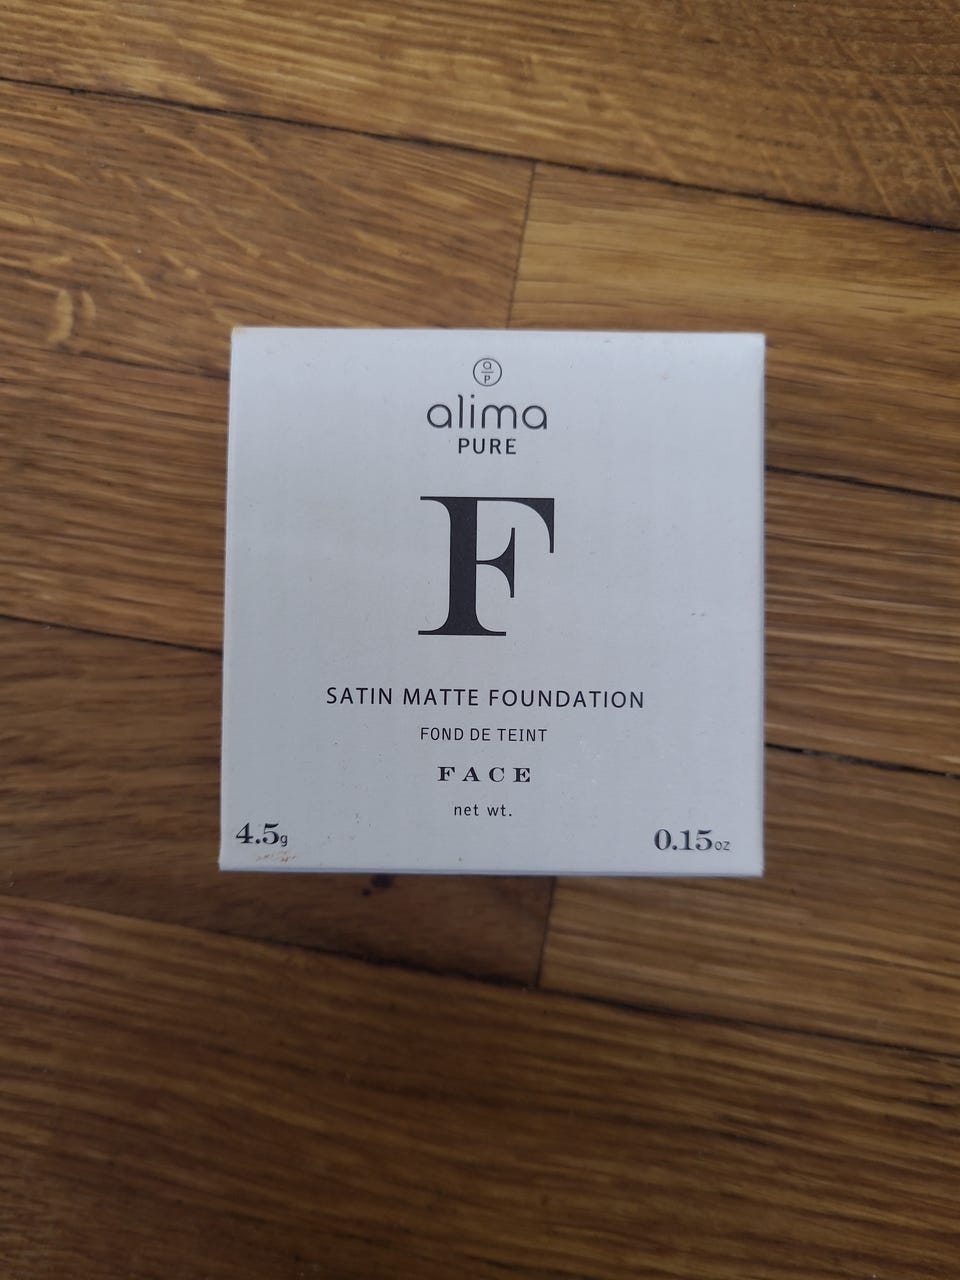 a
P
alima
PURE
F
SATIN MATTE FOUNDATION
FOND DE TEINT
FACE
net wt.
4.5g 0.15oz